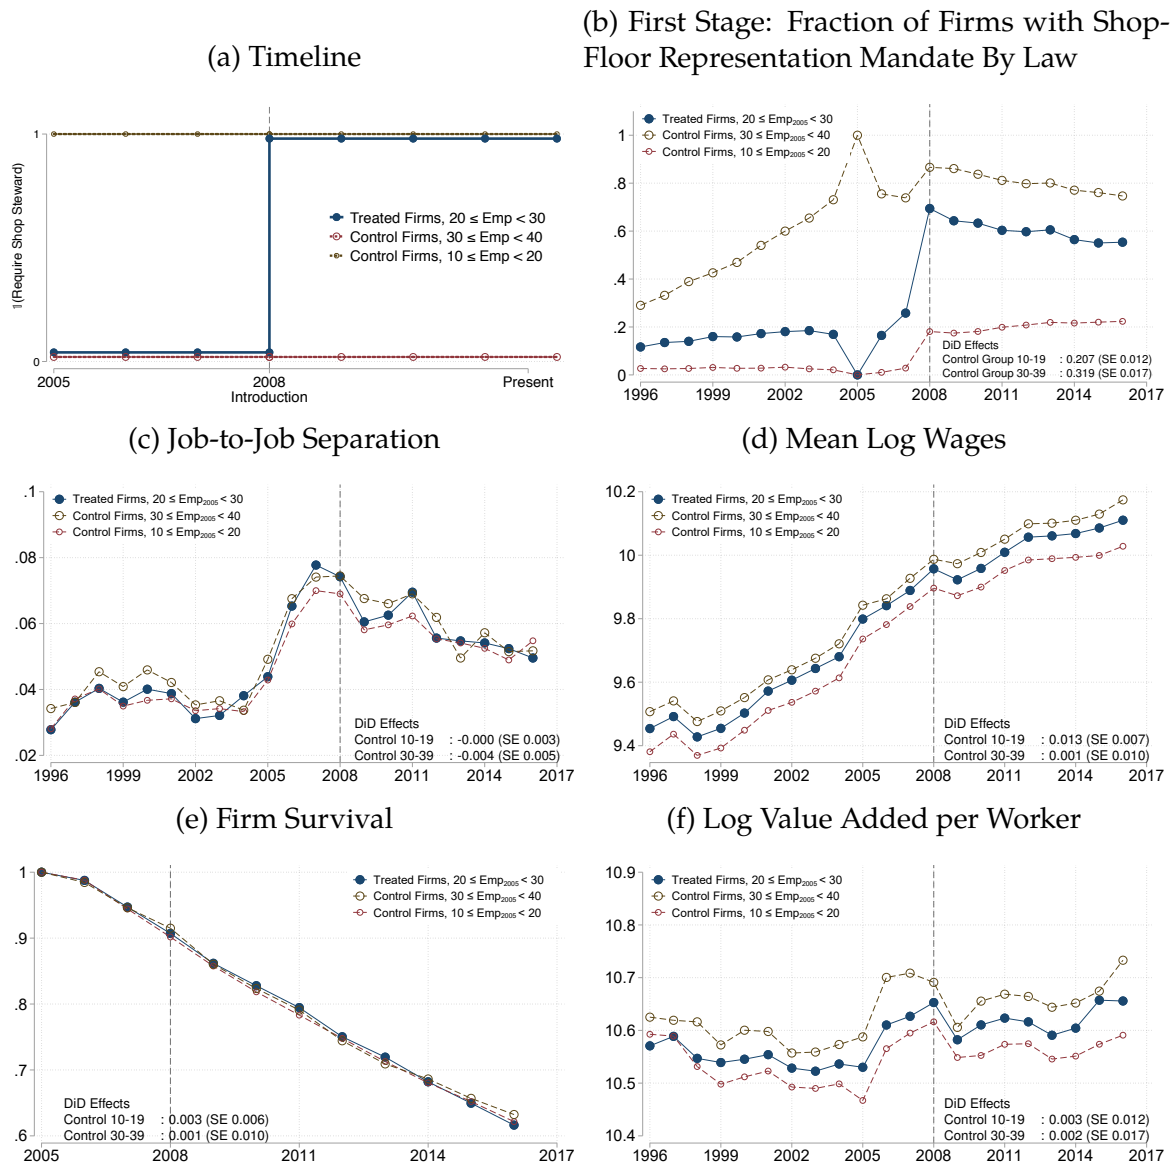 (a) Timeline
1
1(Require Shop Steward)
0
Treated Firms, 20 ≤ Emp < 30
Control Firms, 30 ≤ Emp < 40
Control Firms, 10 ≤ Emp < 20
2005 2008 Present
Introduction
(b) First Stage: Fraction of Firms with Shop-
Floor Representation Mandate By Law
Treated Firms, 20 ≤ Emp2005 < 30
Control Firms, 30 ≤ Emp2005 < 40
Control Firms, 10 ≤ Emp2005 < 20
1
.8
.6
.4
.2
0
DiD Effects
Control Group 10-19 : 0.207 (SE 0.012)
Control Group 30-39 : 0.319 (SE 0.017)
1996 1999 2002 2005 2008 2011 2014 2017
(c) Job-to-Job Separation
Treated Firms, 20 ≤ Emp2005 < 30
Control Firms, 30 ≤ Emp2005 < 40
Control Firms, 10 ≤ Emp2005 < 20
.1
.08
.06
.04
.02
DiD Effects
Control 10-19 : -0.000 (SE 0.003)
Control 30-39 : -0.004 (SE 0.005)
1996 1999 2002 2005 2008 2011 2014 2017
(d) Mean Log Wages
Treated Firms, 20 ≤ Emp2005 < 30
Control Firms, 30 ≤ Emp2005 < 40
Control Firms, 10 ≤ Emp2005 < 20
10.2
10
9.8
9.6
9.4
DiD Effects
Control 10-19 : 0.013 (SE 0.007)
Control 30-39 : 0.001 (SE 0.010)
1996 1999 2002 2005 2008 2011 2014 2017
(e) Firm Survival
Treated Firms, 20 ≤ Emp2005 < 30
Control Firms, 30 ≤ Emp2005 < 40
Control Firms, 10 ≤ Emp2005 < 20
1
.9
.8
.7
.6
DiD Effects
Control 10-19 : 0.003 (SE 0.006)
Control 30-39 : 0.001 (SE 0.010)
2005 2008 2011 2014 2017
(f) Log Value Added per Worker
Treated Firms, 20 ≤ Emp2005 < 30
Control Firms, 30 ≤ Emp2005 < 40
Control Firms, 10 ≤ Emp2005 < 20
10.9
10.8
10.7
10.6
10.5
10.4
DiD Effects
Control 10-19 : 0.003 (SE 0.012)
Control 30-39 : 0.002 (SE 0.017)
1996 1999 2002 2005 2008 2011 2014 2017